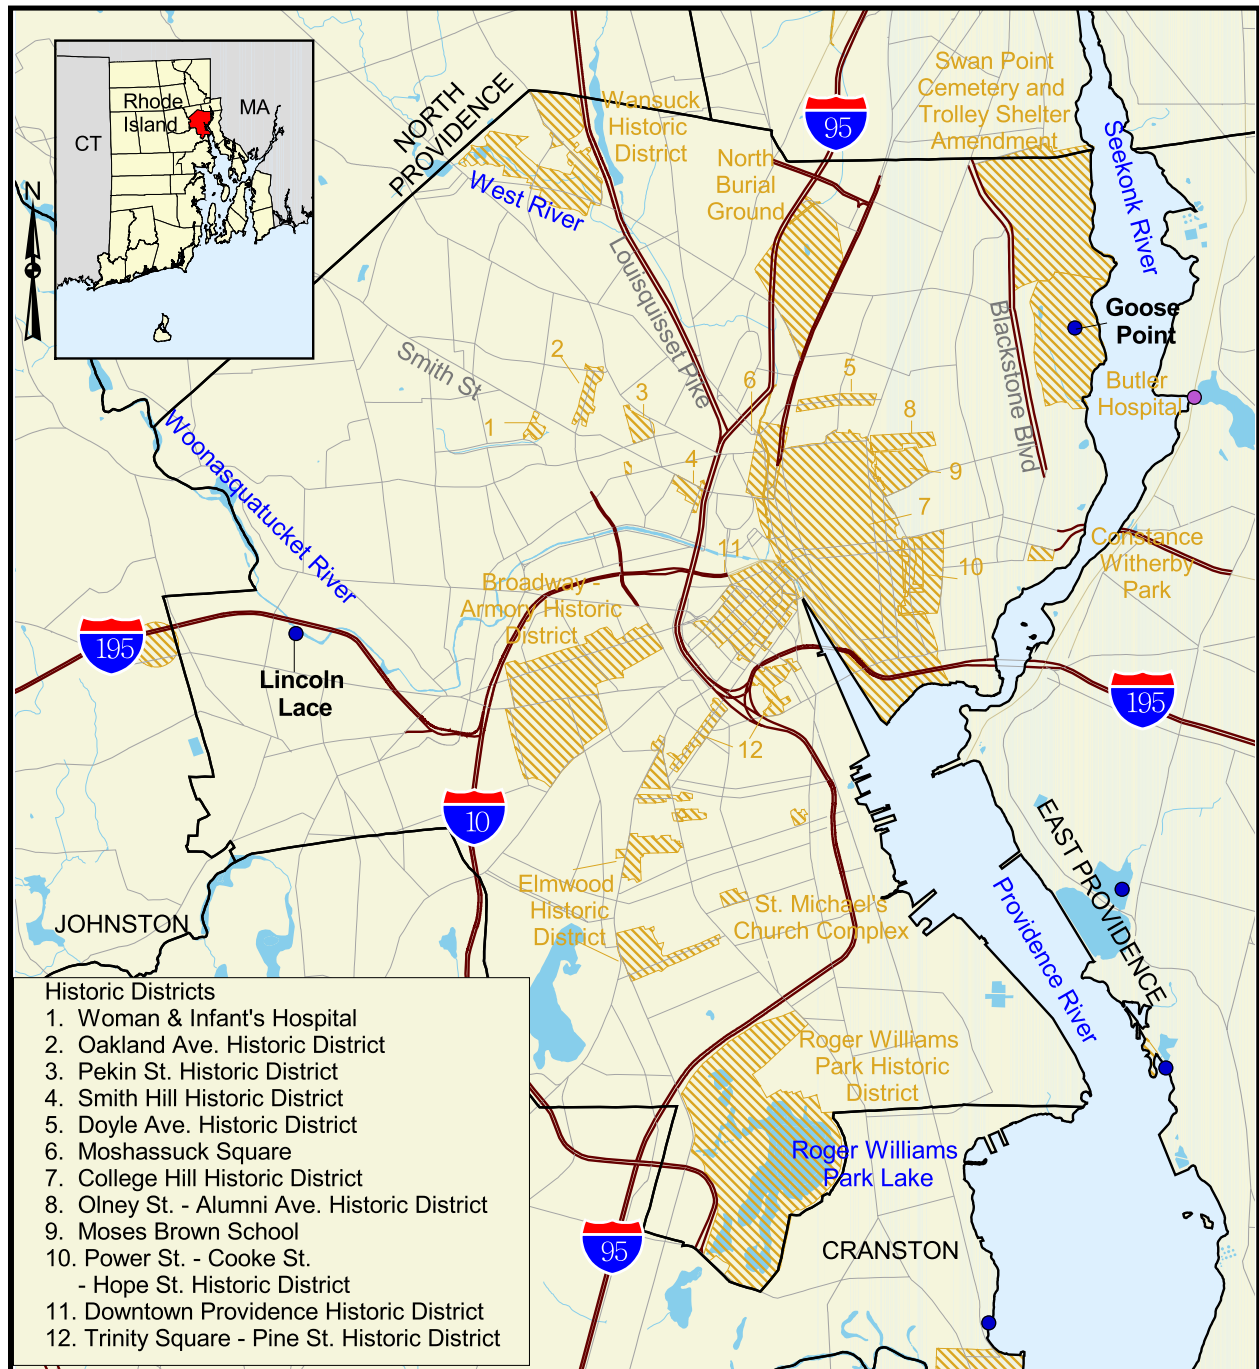 Swan Point
Cemetery and
Trolley Shelter
Amendment
Rhode
Island
MA
CT
N
NORTH
PROVIDENCE
Wansuck
Historic
District
95
North
Burial
Ground
West River
Seekonk River
Louisquisset Pike
Blackstone Blvd
Goose
Point
Smith St
2
3
6
5
Butler
Hospital
1
8
4
9
Woonasquatucket River
7
Constance
Witherby
Park
11
10
Broadway -
Armory Historic
District
195
Lincoln
Lace
195
12
10
EAST PROVIDENCE
Elmwood
Historic
District
St. Michael's
Church Complex
JOHNSTON
Providence River
Roger Williams
Park Historic
District
Roger Williams
Park Lake
95
CRANSTON
Historic Districts
1. Woman & Infant's Hospital
2. Oakland Ave. Historic District
3. Pekin St. Historic District
4. Smith Hill Historic District
5. Doyle Ave. Historic District
6. Moshassuck Square
7. College Hill Historic District
8. Olney St. - Alumni Ave. Historic District
9. Moses Brown School
10. Power St. - Cooke St.
- Hope St. Historic District
11. Downtown Providence Historic District
12. Trinity Square - Pine St. Historic District